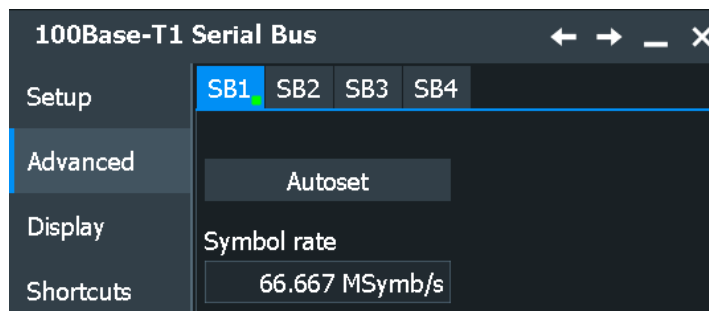 100Base-T1 Serial Bus
Setup
Advanced
Display
Shortcuts
SB1 SB2 SB3 SB4
Autoset
Symbol rate
66.667 MSymb/s